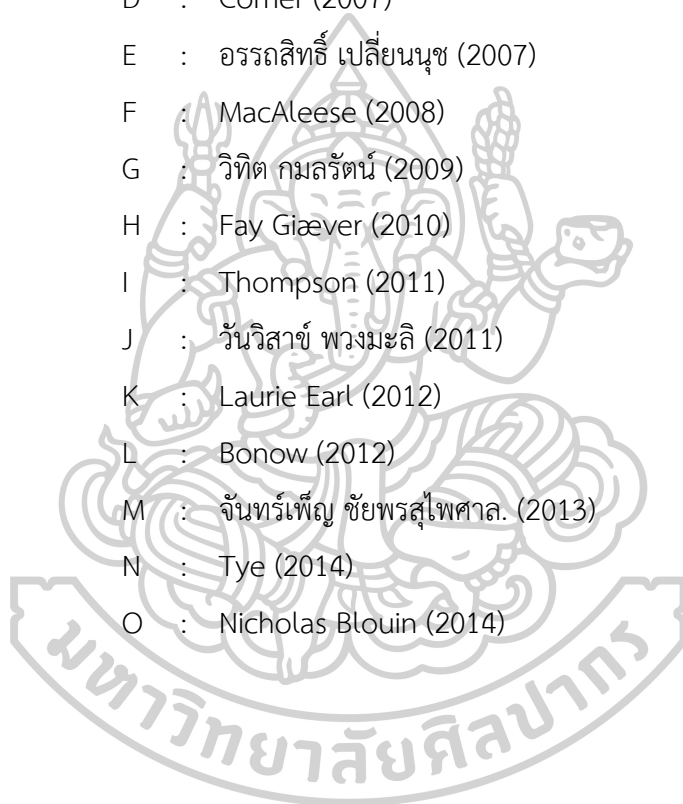 D : Corner (2007)
E : อรรถสิทธิ์ เปลี่ยนนุช (2007)
F : MacAleese (2008)
G : วิทิต กมลรัตน์ (2009)
H : Fay Giæver (2010)
I : Thompson (2011)
J : วันวิสาข์ พวงมะลิ (2011)
K : Laurie Earl (2012)
L : Bonow (2012)
M : จันทร์เพ็ญ ชัยพรสุไพศาล. (2013)
N : Tye (2014)
O : Nicholas Blouin (2014)
มหาวิทยาลัยศิลปากร